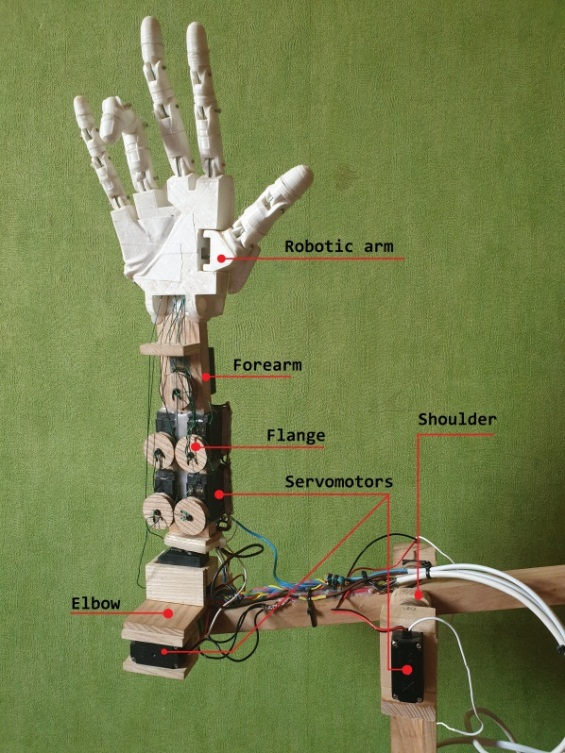 Robotic arm
Forearm
Shoulder
Flange
Servomotors
Elbow